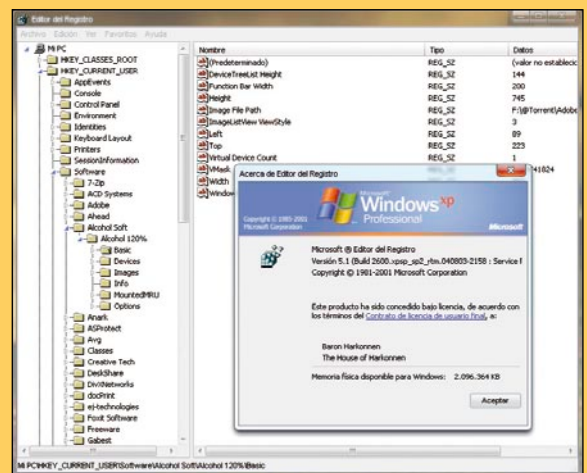 Editor del Registro
Archivo Edición Ver Favoritos Ayuda
Mi PC
HKEY_CLASSES_ROOT
HKEY_CURRENT_USER
AppEvents
Console
Control Panel
Environment
Identities
Keyboard Layout
Printers
SessionInformation
Software
7-Zip
ACD Systems
Adobe
Ahead
Alcohol Soft
Alcohol 120%
Basic
Devices
Images
Info
MountedMRU
Options
Anark
ASProtect
Avg
Classes
Creative Tech
DeskShare
DivXNetworks
docPrint
ej-technologies
Foxit Software
Freeware
Gabest
Nombre Tipo Datos
(Predeterminado) REG_SZ (valor no establecic
DeviceTreeList Height REG_SZ 144
Function Bar Width REG_SZ 200
Height REG_SZ 745
Image File Path REG_SZ F:\@Torrent\Adobe
ImageListView ViewStyle REG_SZ 3
Left REG_SZ 89
Top REG_SZ 223
Virtual Device Count REG_SZ 1
VMask 41824
Width
Window
Acerca de Editor del Registro
Copyright © 1985-2001
Microsoft Corporation
Microsoft
Windows xp
Professional
Microsoft
Microsoft ® Editor del Registro
Versión 5.1 (Build 2600.xpsp_sp2_rtm.040803-2158 : Service
Copyright © 1981-2001 Microsoft Corporation
Este producto ha sido concedido bajo licencia, de acuerdo con
los términos del Contrato de licencia de usuario final, a:
Baron Harkonnen
The House of Harkonnen
Memoria física disponible para Windows: 2.096.364 KB
Aceptar
Mi PC\HKEY_CURRENT_USER\Software\Alcohol Soft\Alcohol 120%\Basic